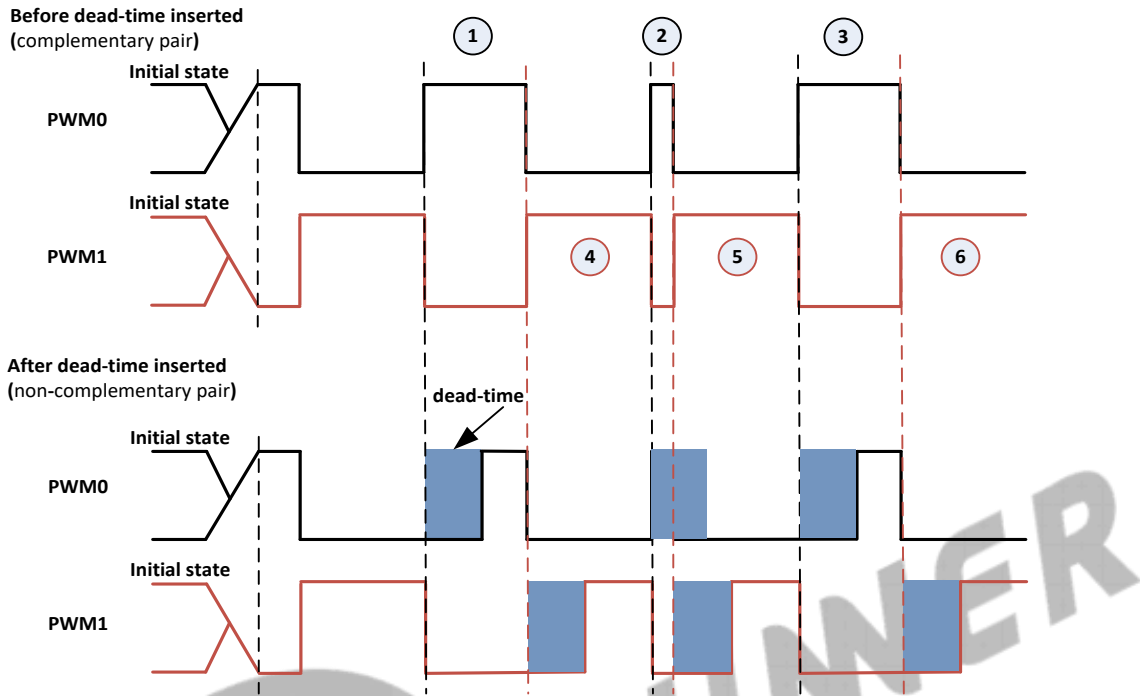 Before dead-time inserted
(complementary pair)
1
2
3
Initial state
PWM0
Initial state
PWM1
4
5
6
After dead-time inserted
(non-complementary pair)
dead-time
Initial state
PWM0
Initial state
PWM1